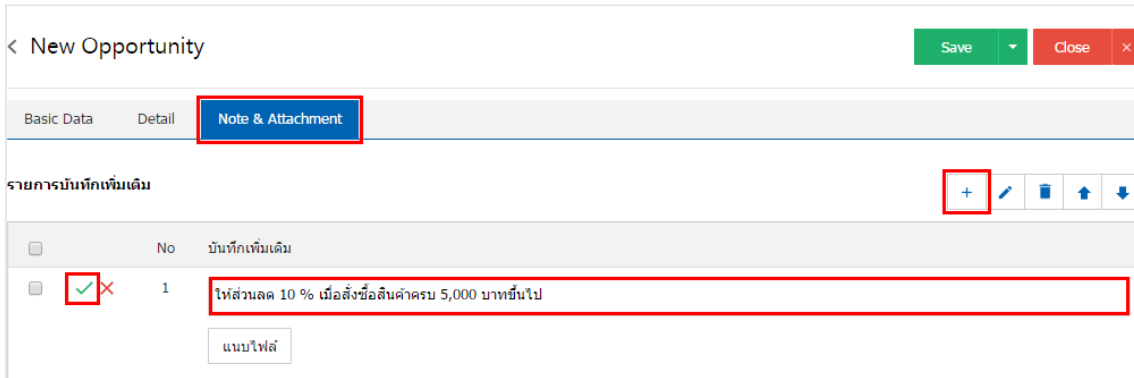 New Opportunity
Save
Close
Basic Data Detail Note & Attachment
รายการบันทึกเพิ่มเติม
No บันทึกเพิ่มเติม
1 ให้ส่วนลด 10 % เมื่อสั่งซื้อสินค้าครบ 5,000 บาทขึ้นไป
แนบไฟล์